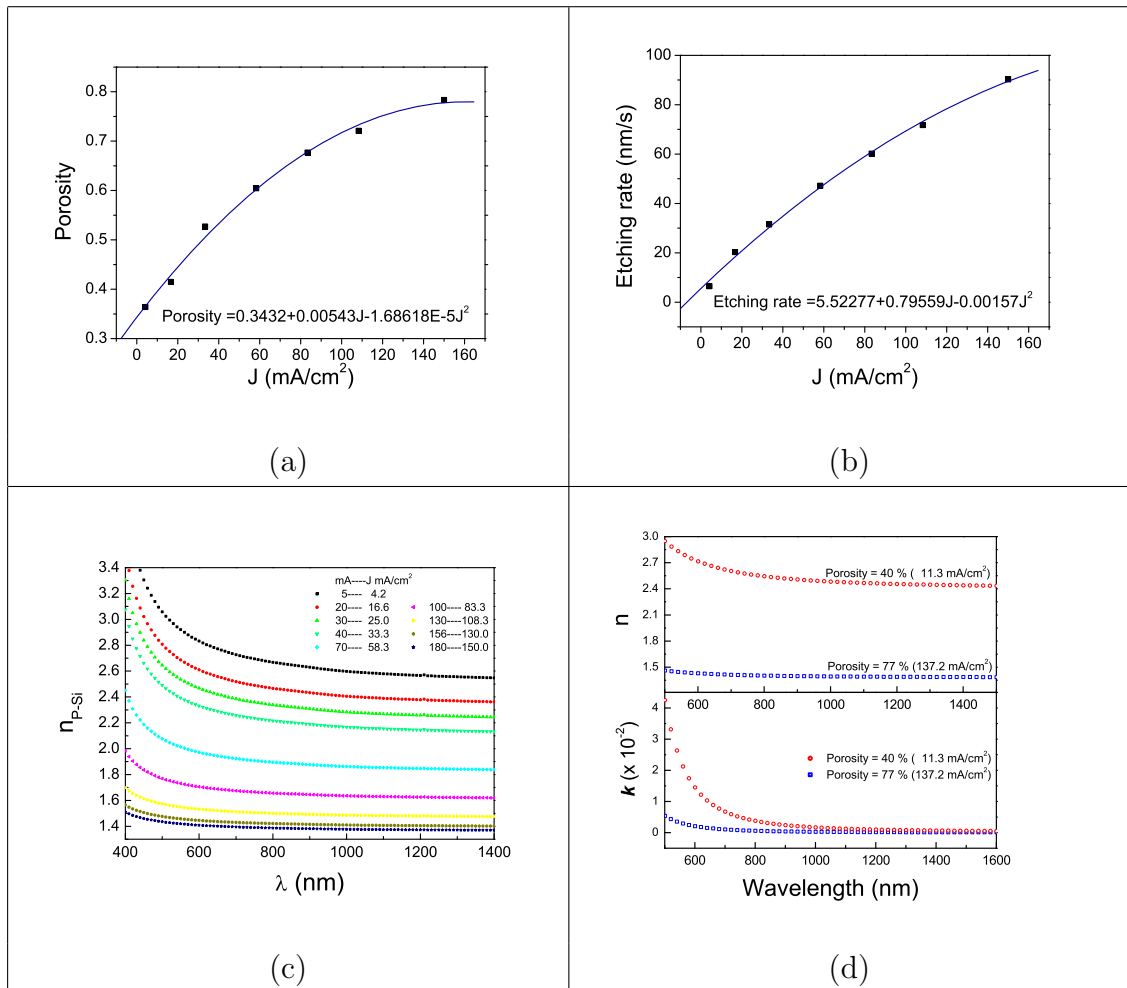 0.8
0.7
0.6
0.5
0.4
0.3
Porosity
Porosity =0.3432+0.00543J-1.68618E-5J²
0 20 40 60 80 100 120 140 160
J (mA/cm²)
(a)
100
80
60
40
20
0
Etching rate (nm/s)
Etching rate =5.52277+0.79559J-0.00157J²
0 20 40 60 80 100 120 140 160
J (mA/cm²)
(b)
3.4
3.2
3.0
2.8
2.6
2.4
2.2
2.0
1.8
1.6
1.4
n P-Si
mA----J mA/cm²
5---- 4.2
20---- 16.6
30---- 25.0
40---- 33.3
70---- 58.3
100---- 83.3
130----108.3
156----130.0
180----150.0
400 600 800 1000 1200 1400
λ (nm)
(c)
3.0
2.5
2.1
1.5
n
Porosity = 40 % ( 11.3 mA/cm²)
Porosity = 77 % (137.2 mA/cm²)
600 800 1000 1200 1400
4
3
2
1
0
k (x 10⁻²)
Porosity = 40 % ( 11.3 mA/cm²)
Porosity = 77 % (137.2 mA/cm²)
600 800 1000 1200 1400 1600
Wavelength (nm)
(d)